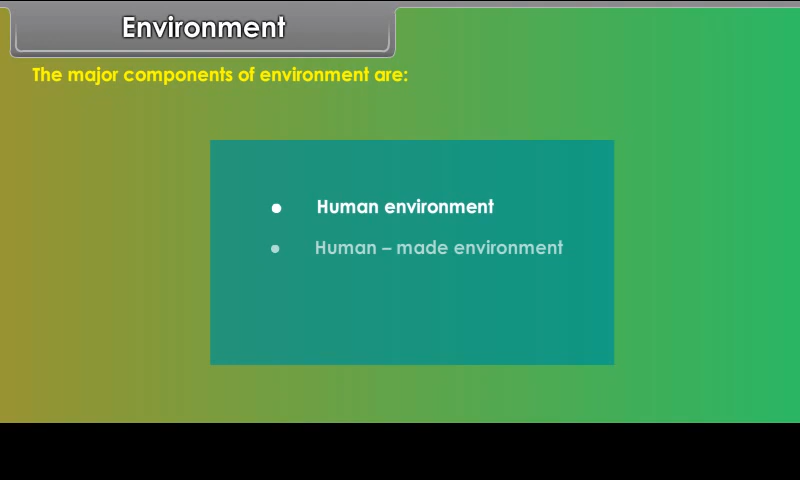 Environment
The major components of environment are:
• Human environment
• Human – made environment